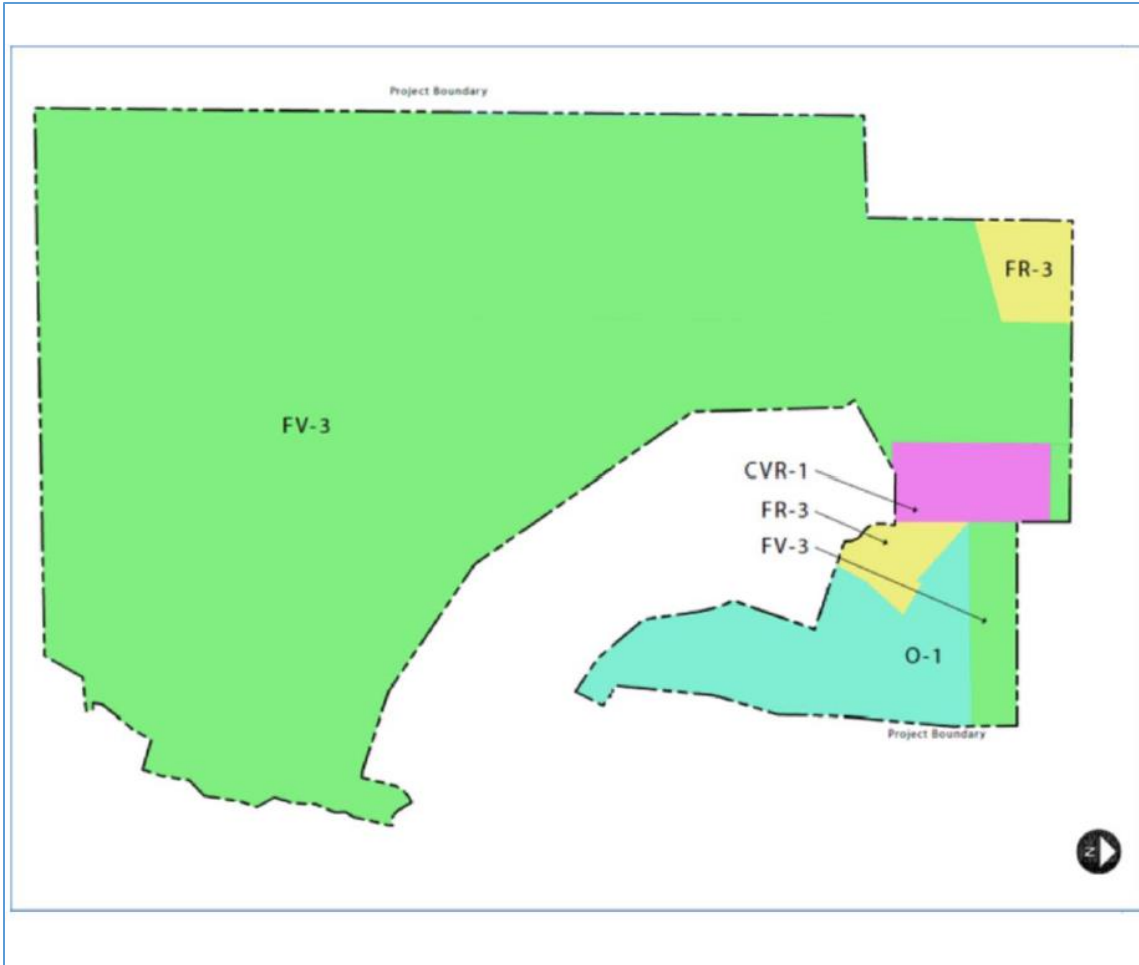 Project Boundary
FR-3
FV-3
CVR-1
FR-3
FV-3
O-1
Project Boundary
N